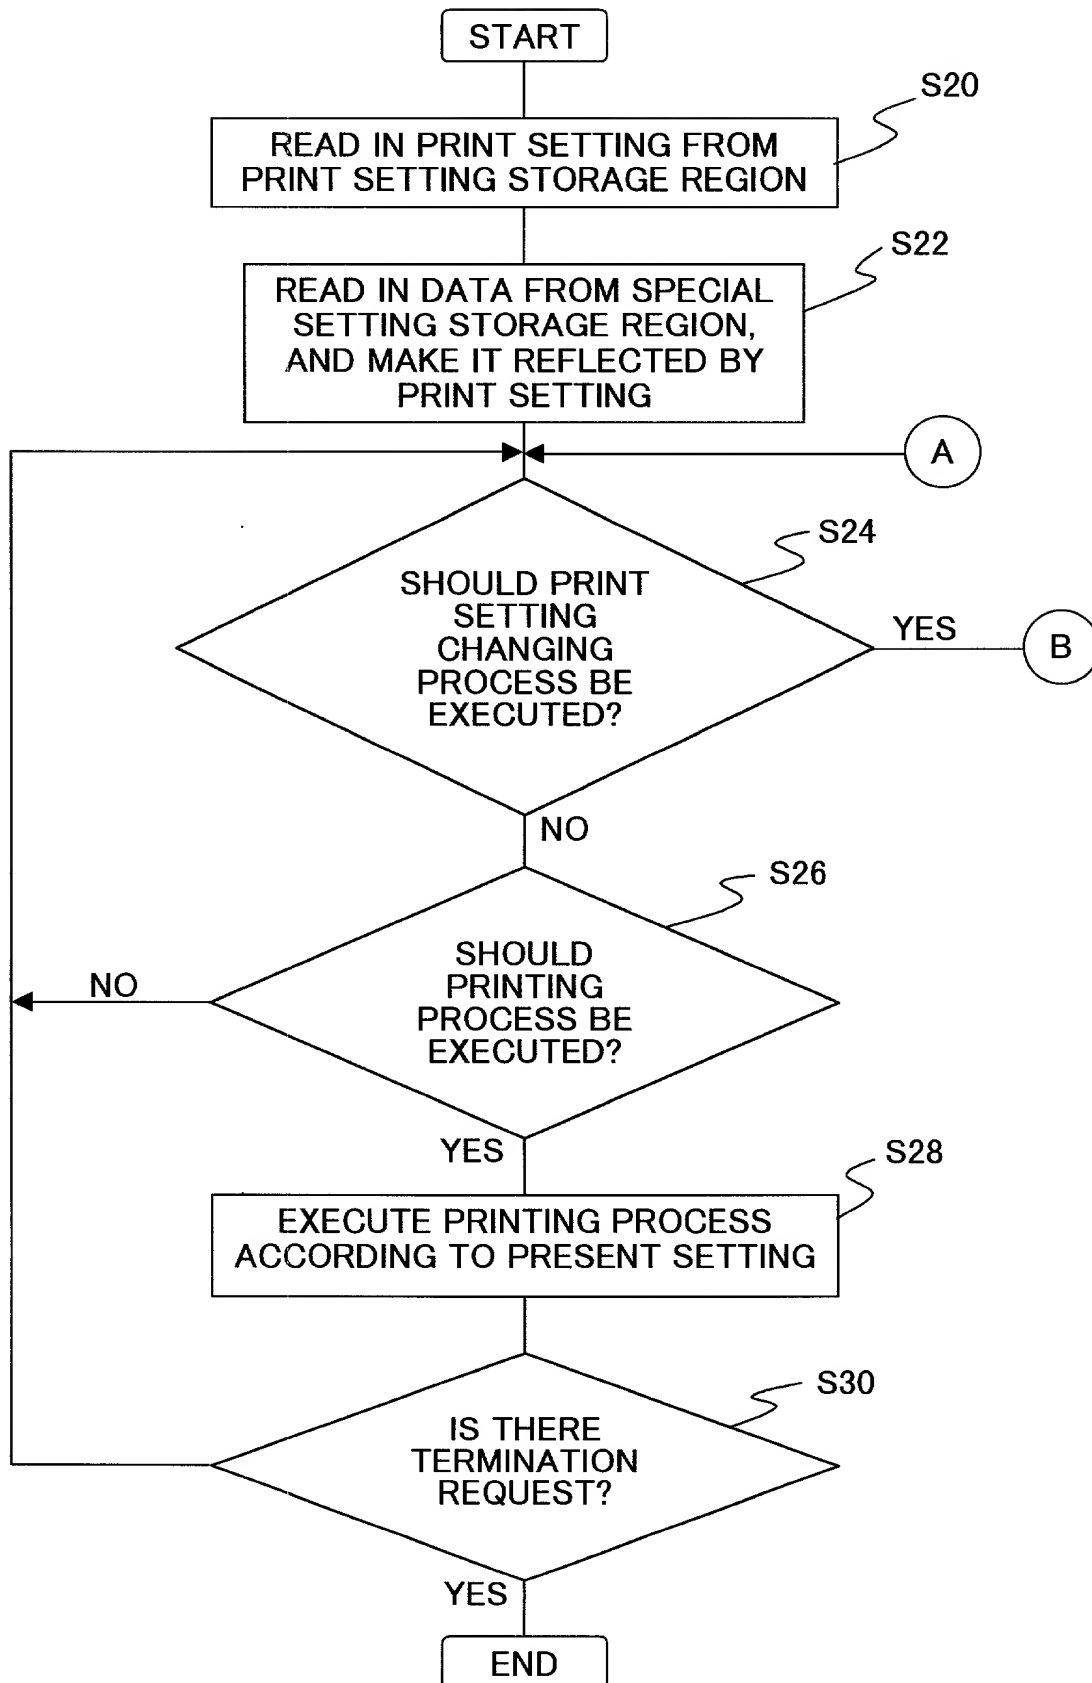 START
S20
READ IN PRINT SETTING FROM
PRINT SETTING STORAGE REGION
S22
READ IN DATA FROM SPECIAL
SETTING STORAGE REGION,
AND MAKE IT REFLECTED BY
PRINT SETTING
A
S24
SHOULD PRINT
SETTING
CHANGING
PROCESS BE
EXECUTED?
YES
B
NO
S26
SHOULD
PRINTING
PROCESS BE
EXECUTED?
NO
YES
S28
EXECUTE PRINTING PROCESS
ACCORDING TO PRESENT SETTING
S30
IS THERE
TERMINATION
REQUEST?
YES
END